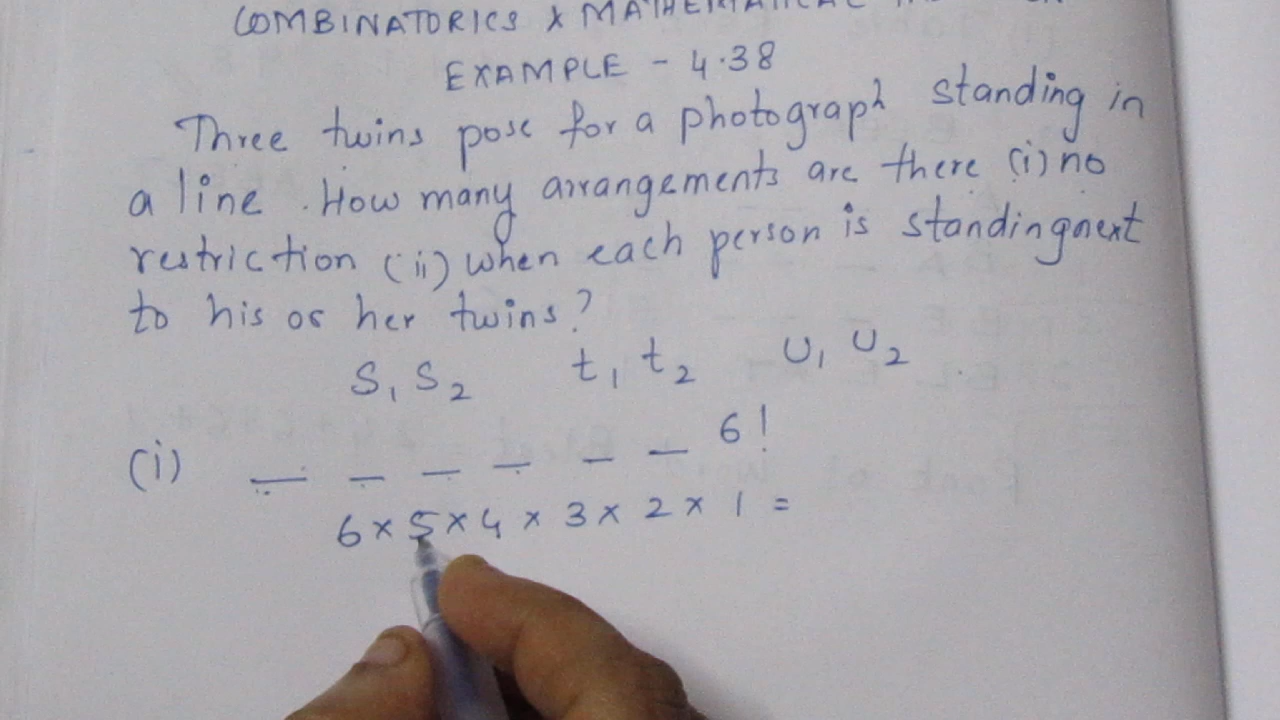 COMBINATORICS & MATHEMATICAL
EXAMPLE - 4.38
Three twins pose for a photograph standing in
a line. How many arrangements are there (i) no
restriction (ii) when each person is standing next
to his or her twins?
S₁ S₂ t₁ t₂ U₁ U₂
(i) _ _ _ _ _ _ 6!
6 x 5 x 4 x 3 x 2 x 1 =